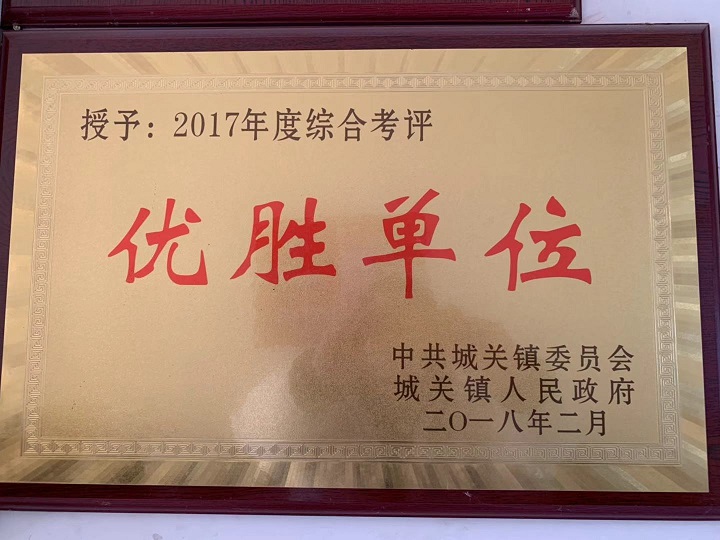 授予：2017年度综合考评
优胜单位
中共城关镇委员会
城关镇人民政府
二〇一八年二月